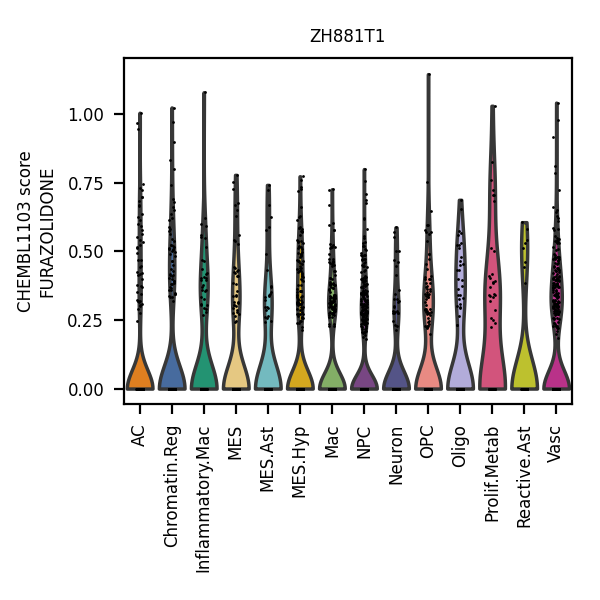 ZH881T1
CHEMBL1103 score
FURAZOLIDONE
1.00
0.75
0.50
0.25
0.00
AC
Chromatin.Reg
Inflammatory.Mac
MES
MES.Ast
MES.Hyp
Mac
NPC
Neuron
OPC
Oligo
Prolif.Metab
Reactive.Ast
Vasc